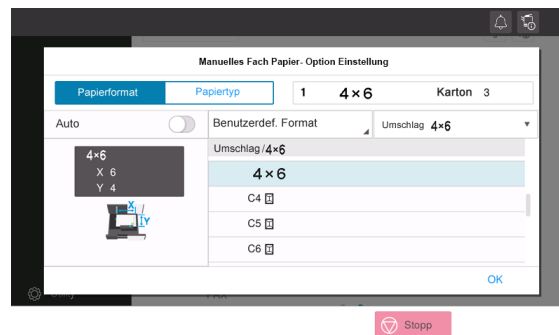 Manuelles Fach Papier- Option Einstellung
Papierformat Papiertyp 1 4×6 Karton 3
Auto Benutzerdef. Format Umschlag 4×6
4×6
X 6
Y 4
X
Y
Umschlag/4×6
4×6
C4
C5
C6
OK
Utility
Stopp